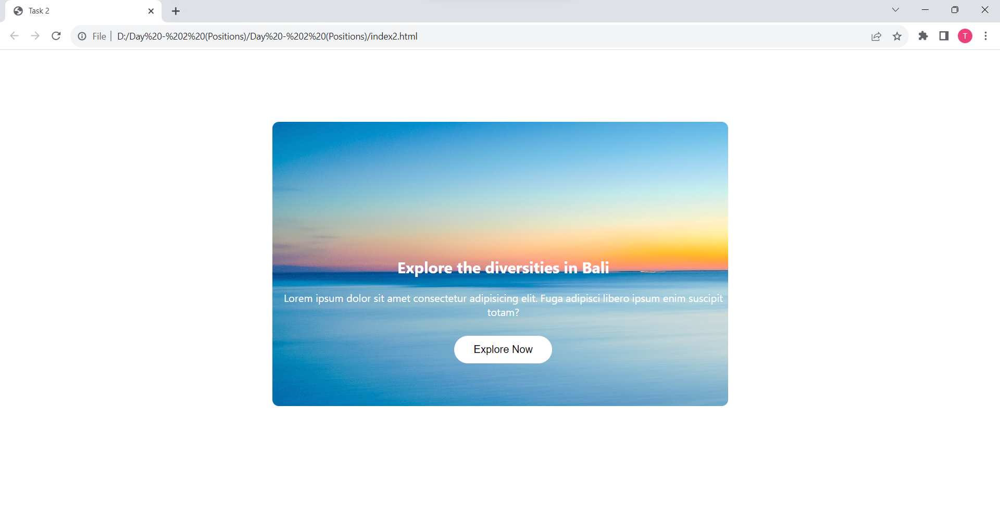 Task 2
File
D:/Day%20-%202%20(Positions)/Day%20-%202%20(Positions)/index2.html
T
Explore the diversities in Bali
Lorem ipsum dolor sit amet consectetur adipisicing elit. Fuga adipisci libero ipsum enim suscipit
totam?
Explore Now